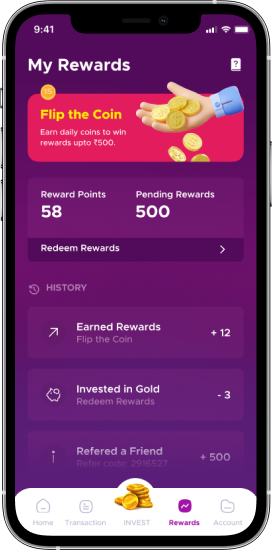 9:41
My Rewards
15
Flip the Coin
Earn daily coins to win
rewards upto ₹500.
Reward Points
Pending Rewards
58
500
Redeem Rewards
HISTORY
Earned Rewards
Flip the Coin
+ 12
Invested in Gold
Redeem Rewards
- 3
Refered a Friend
Refer code: 2916527
+ 500
Home
Transaction
INVEST
Rewards
Account